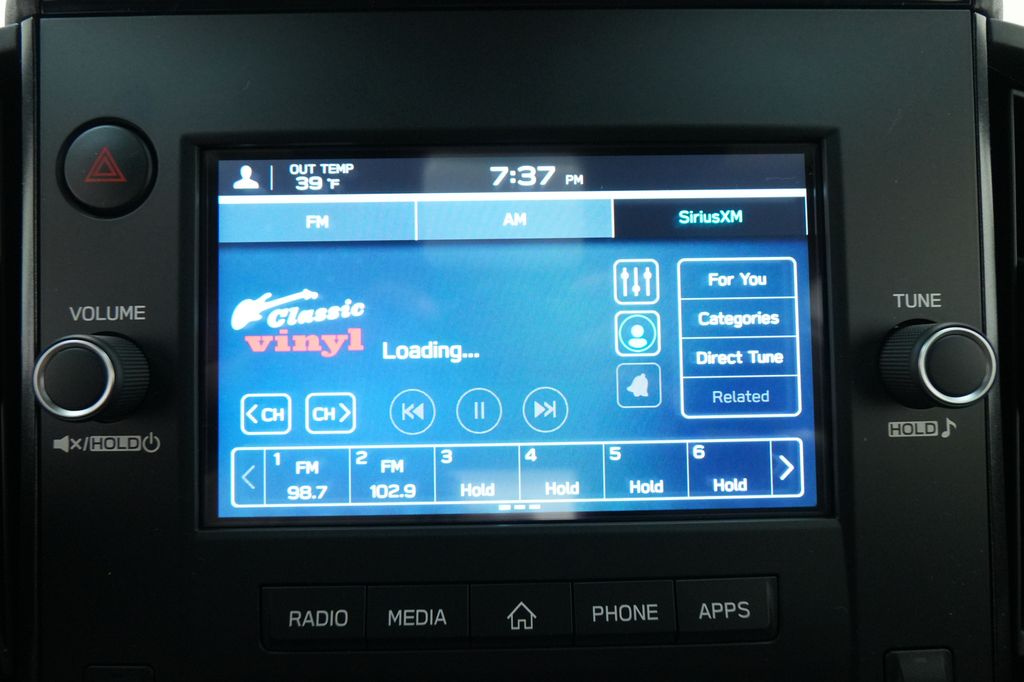 OUT TEMP
39 °F
7:37 PM
FM
AM
SiriusXM
Classic
vinyl
Loading...
For You
Categories
Direct Tune
Related
< CH
CH >
1 FM
98.7
2 FM
102.9
3
Hold
4
Hold
5
Hold
6
Hold
VOLUME
/HOLD
TUNE
HOLD
RADIO
MEDIA
PHONE
APPS